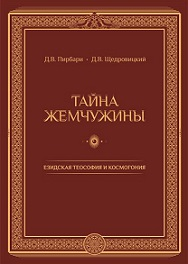 Д.В. Пирбари • Д.В. Щедровицкий
ТАЙНА
ЖЕМЧУЖИНЫ
ЕЗИДСКАЯ ТЕОСОФИЯ И КОСМОГОНИЯ